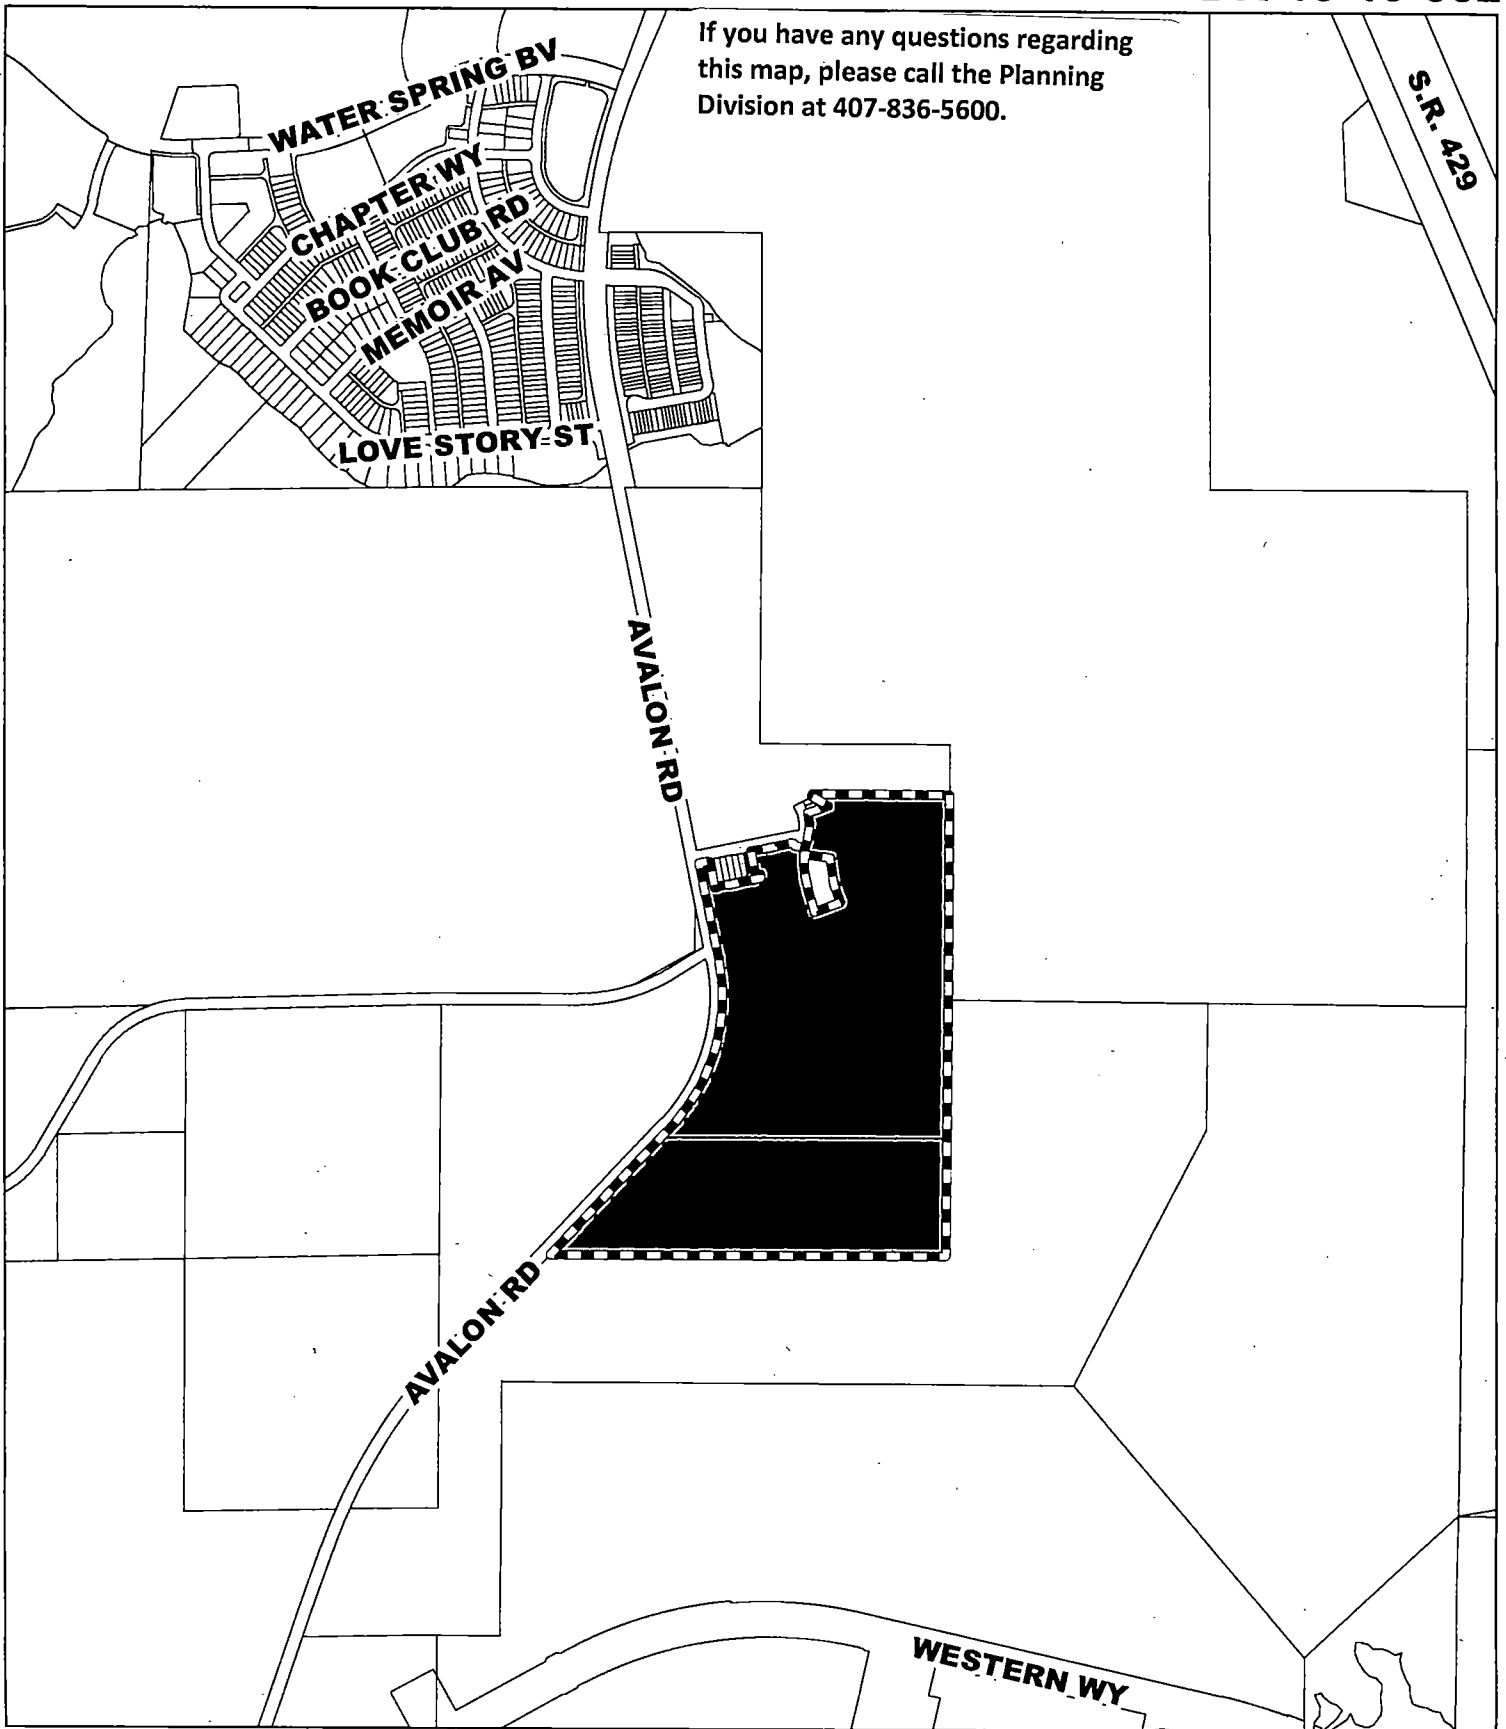 If you have any questions regarding
this map, please call the Planning
Division at 407-836-5600.
S.R. 429
WATER SPRING BV
CHAPTER WY
BOOK CLUB RD
MEMOIR AV
LOVE STORY ST
AVALON RD
AVALON RD
WESTERN WY